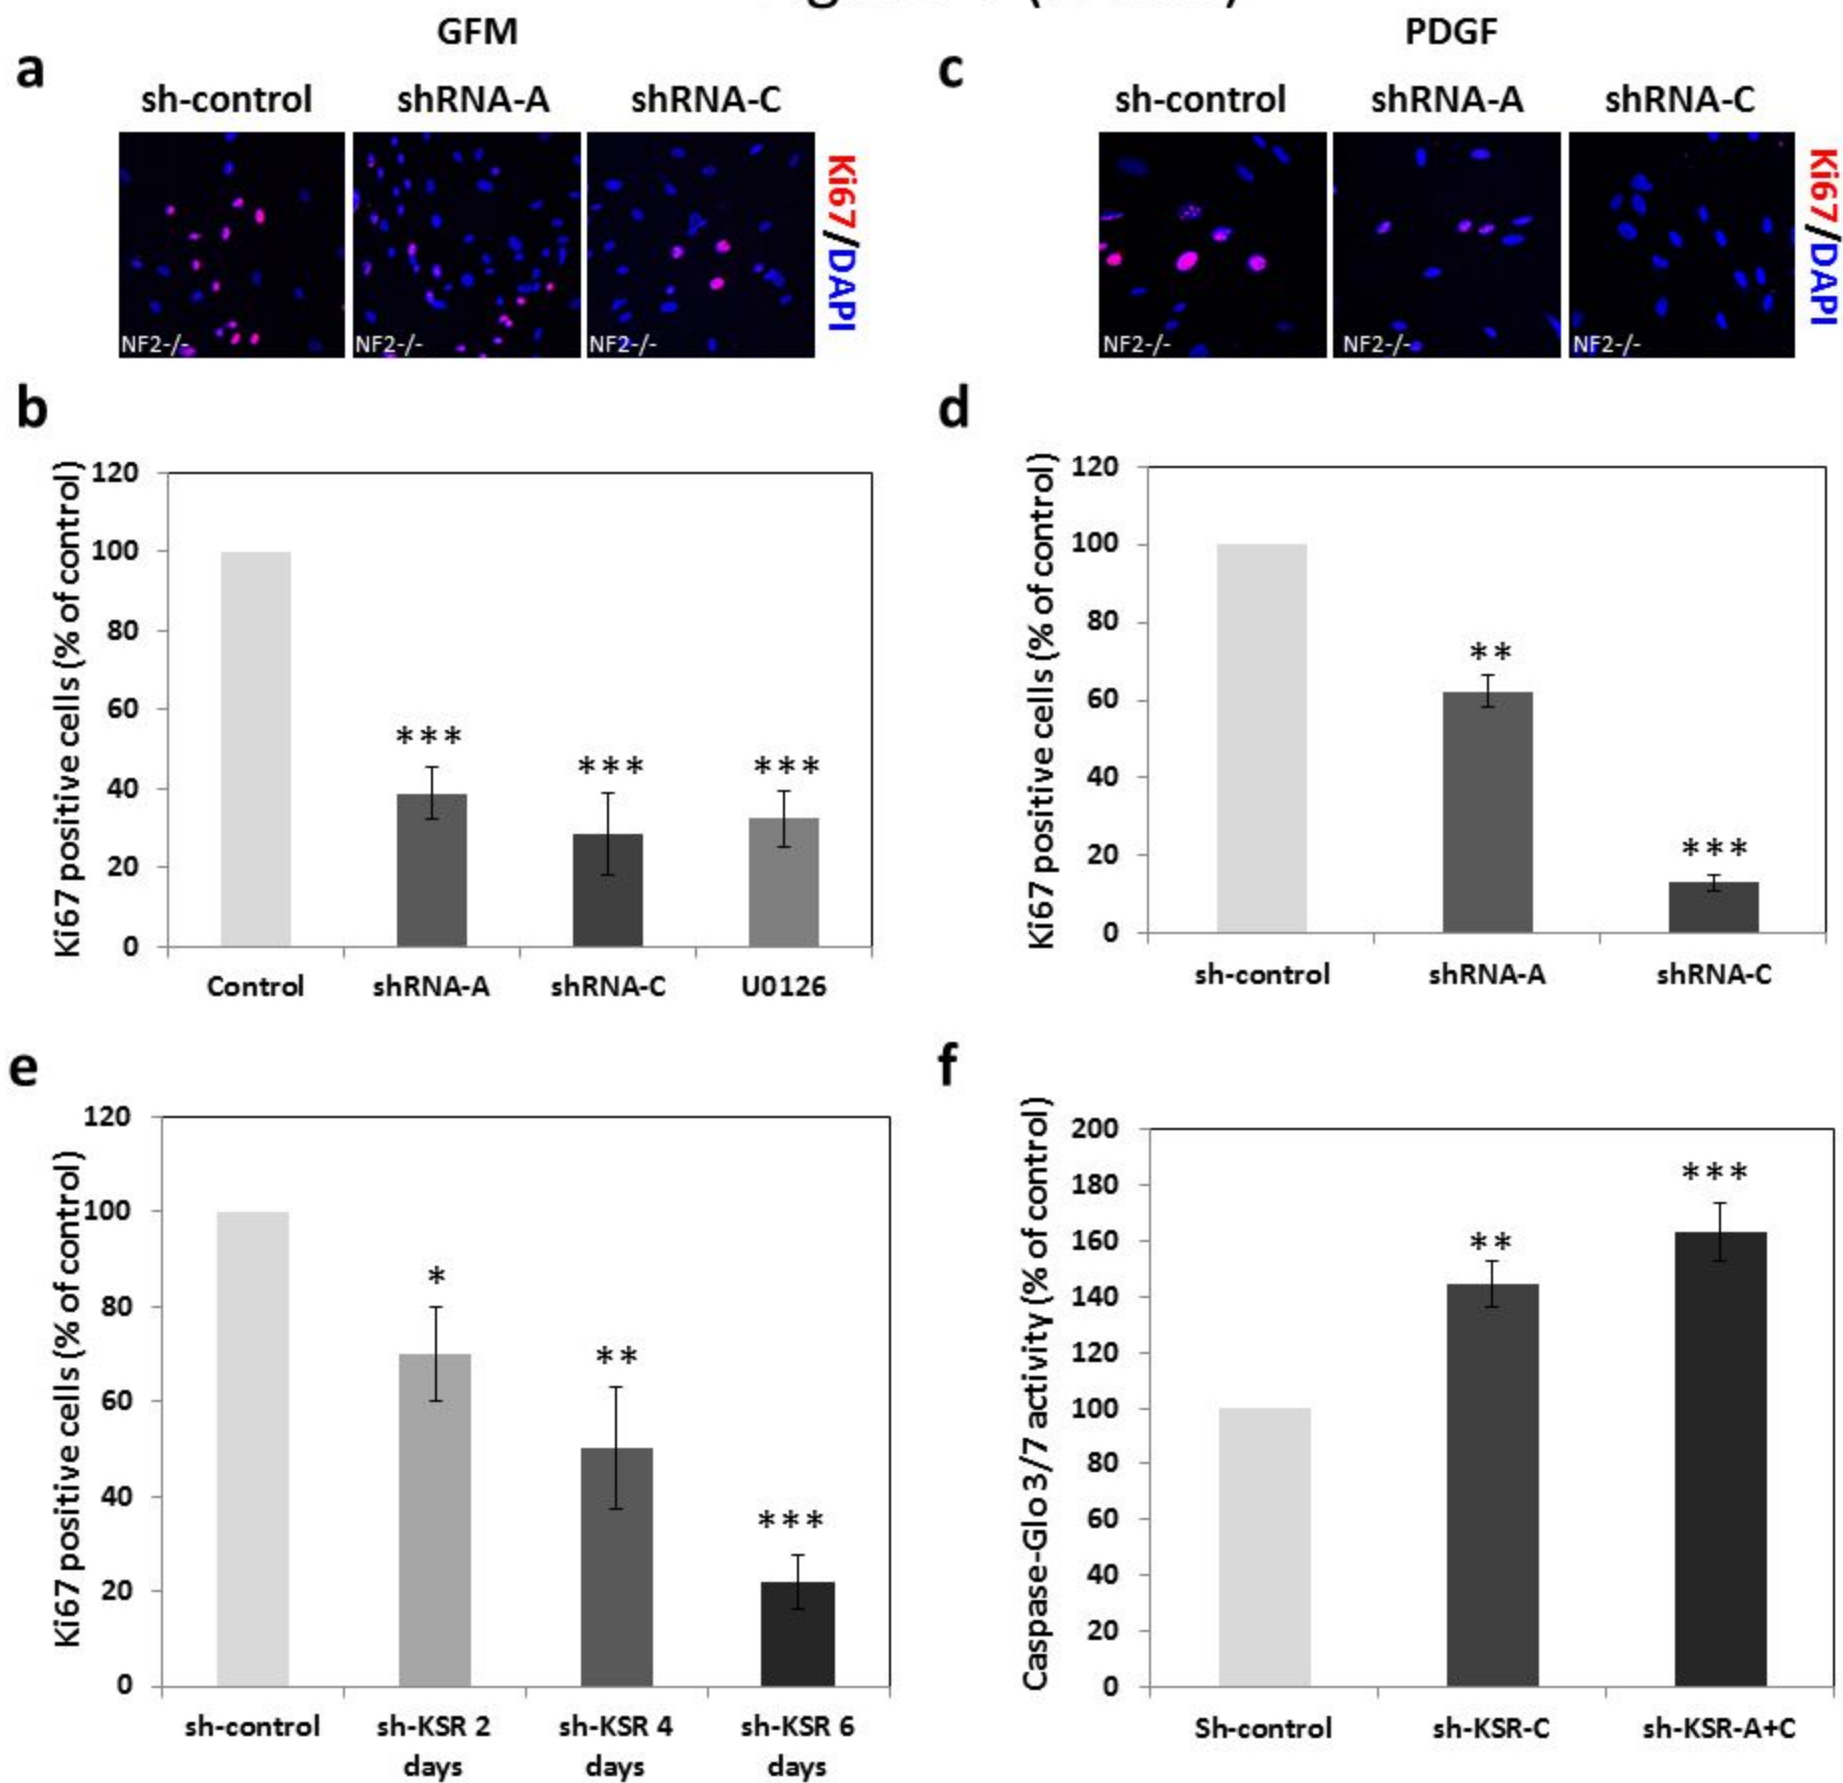 GFM
PDGF
a
sh-control shRNA-A shRNA-C
Ki67/DAPI
NF2-/- NF2-/- NF2-/-
c
sh-control shRNA-A shRNA-C
Ki67/DAPI
NF2-/- NF2-/- NF2-/-
b
Ki67 positive cells (% of control)
120
100
80
60
40
20
0
***
***
***
Control shRNA-A shRNA-C U0126
d
Ki67 positive cells (% of control)
120
100
80
60
40
20
0
**
***
sh-control shRNA-A shRNA-C
e
Ki67 positive cells (% of control)
120
100
80
60
40
20
0
*
**
***
sh-control sh-KSR 2 sh-KSR 4 sh-KSR 6
days days days
f
Caspase-Glo 3/7 activity (% of control)
200
180
160
140
120
100
80
60
40
20
0
**
***
Sh-control sh-KSR-C sh-KSR-A+C